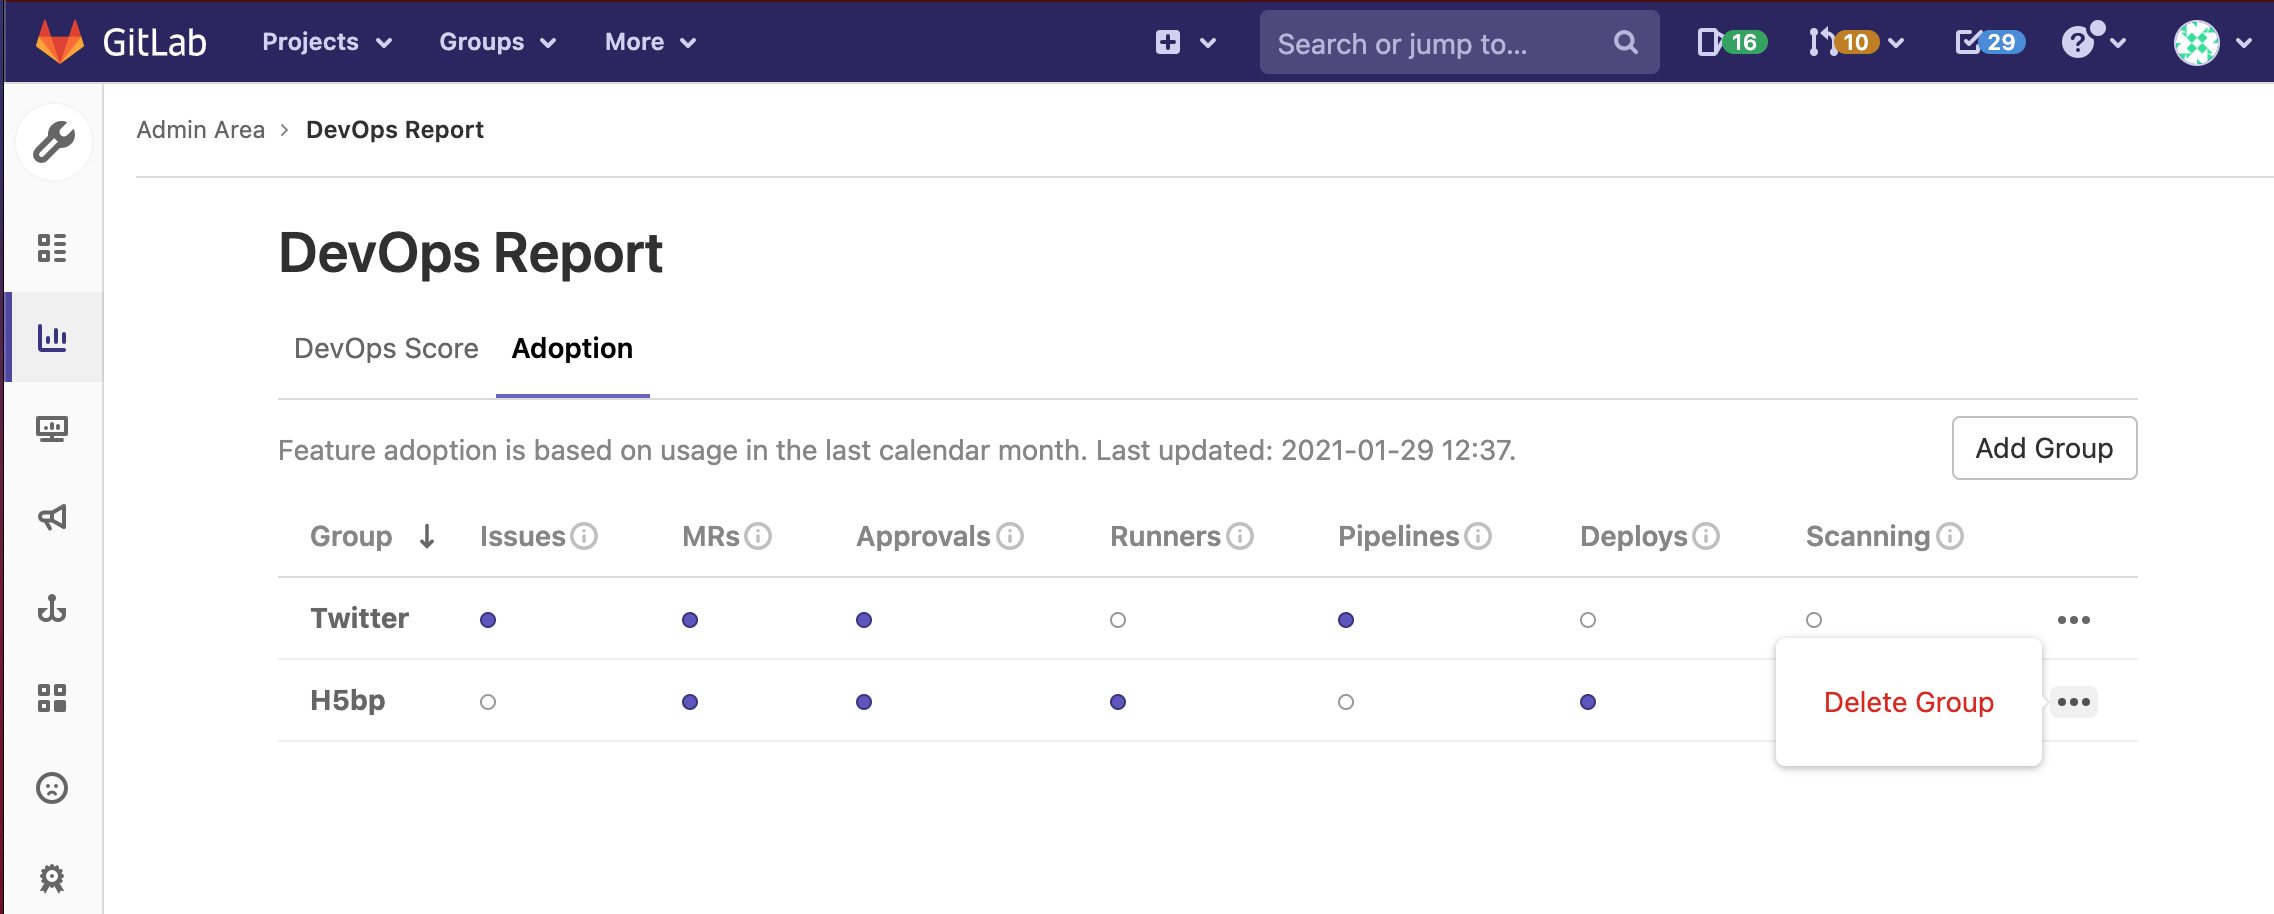 GitLab Projects Groups More Search or jump to... 16 10 29 ?
Admin Area > DevOps Report
DevOps Report
DevOps Score Adoption
Feature adoption is based on usage in the last calendar month. Last updated: 2021-01-29 12:37.
Add Group
Group ↓ Issues MRs Approvals Runners Pipelines Deploys Scanning
Twitter
H5bp
Delete Group